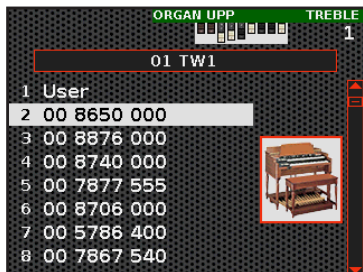 ORGAN UPP TREBLE
1
01 TW1
1 User
2 00 8650 000
3 00 8876 000
4 00 8740 000
5 00 7877 555
6 00 8706 000
7 00 5786 400
8 00 7867 540